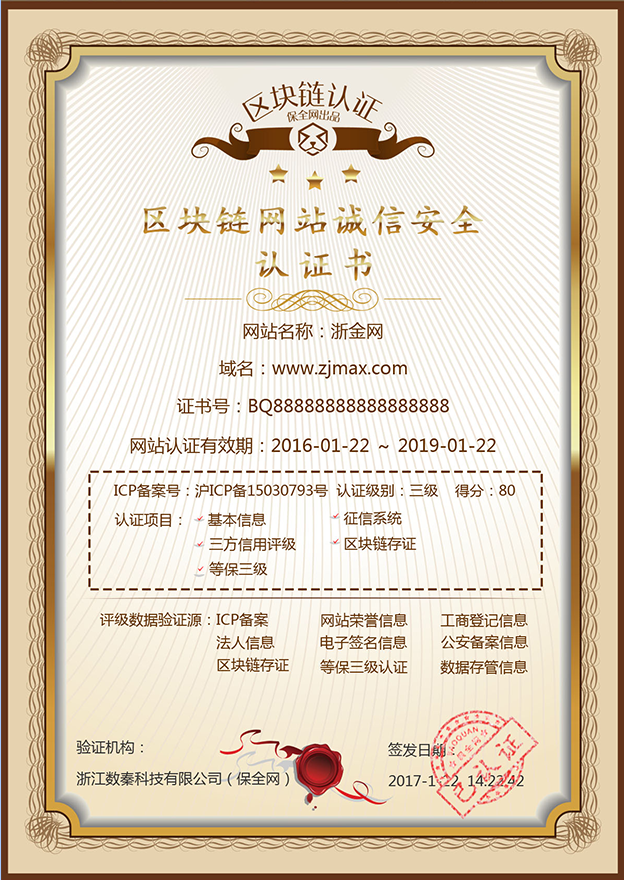 区块链认证
保全网出品
区块链网站诚信安全
认证书
网站名称：浙金网
域名：www.zjmax.com
证书号：BQ88888888888888888
网站认证有效期：2016-01-22 ~ 2019-01-22
ICP备案号：沪ICP备15030793号 认证级别：三级 得分：80
认证项目： 基本信息 征信系统
三方信用评级 区块链存证
等保三级
评级数据验证源：ICP备案 网站荣誉信息 工商登记信息
法人信息 电子签名信息 公安备案信息
区块链存证 等保三级认证 数据存管信息
验证机构： 签发日期
浙江数秦科技有限公司（保全网） 2017-1-22 14:22:42
BAOQUAN
保全网
已认证